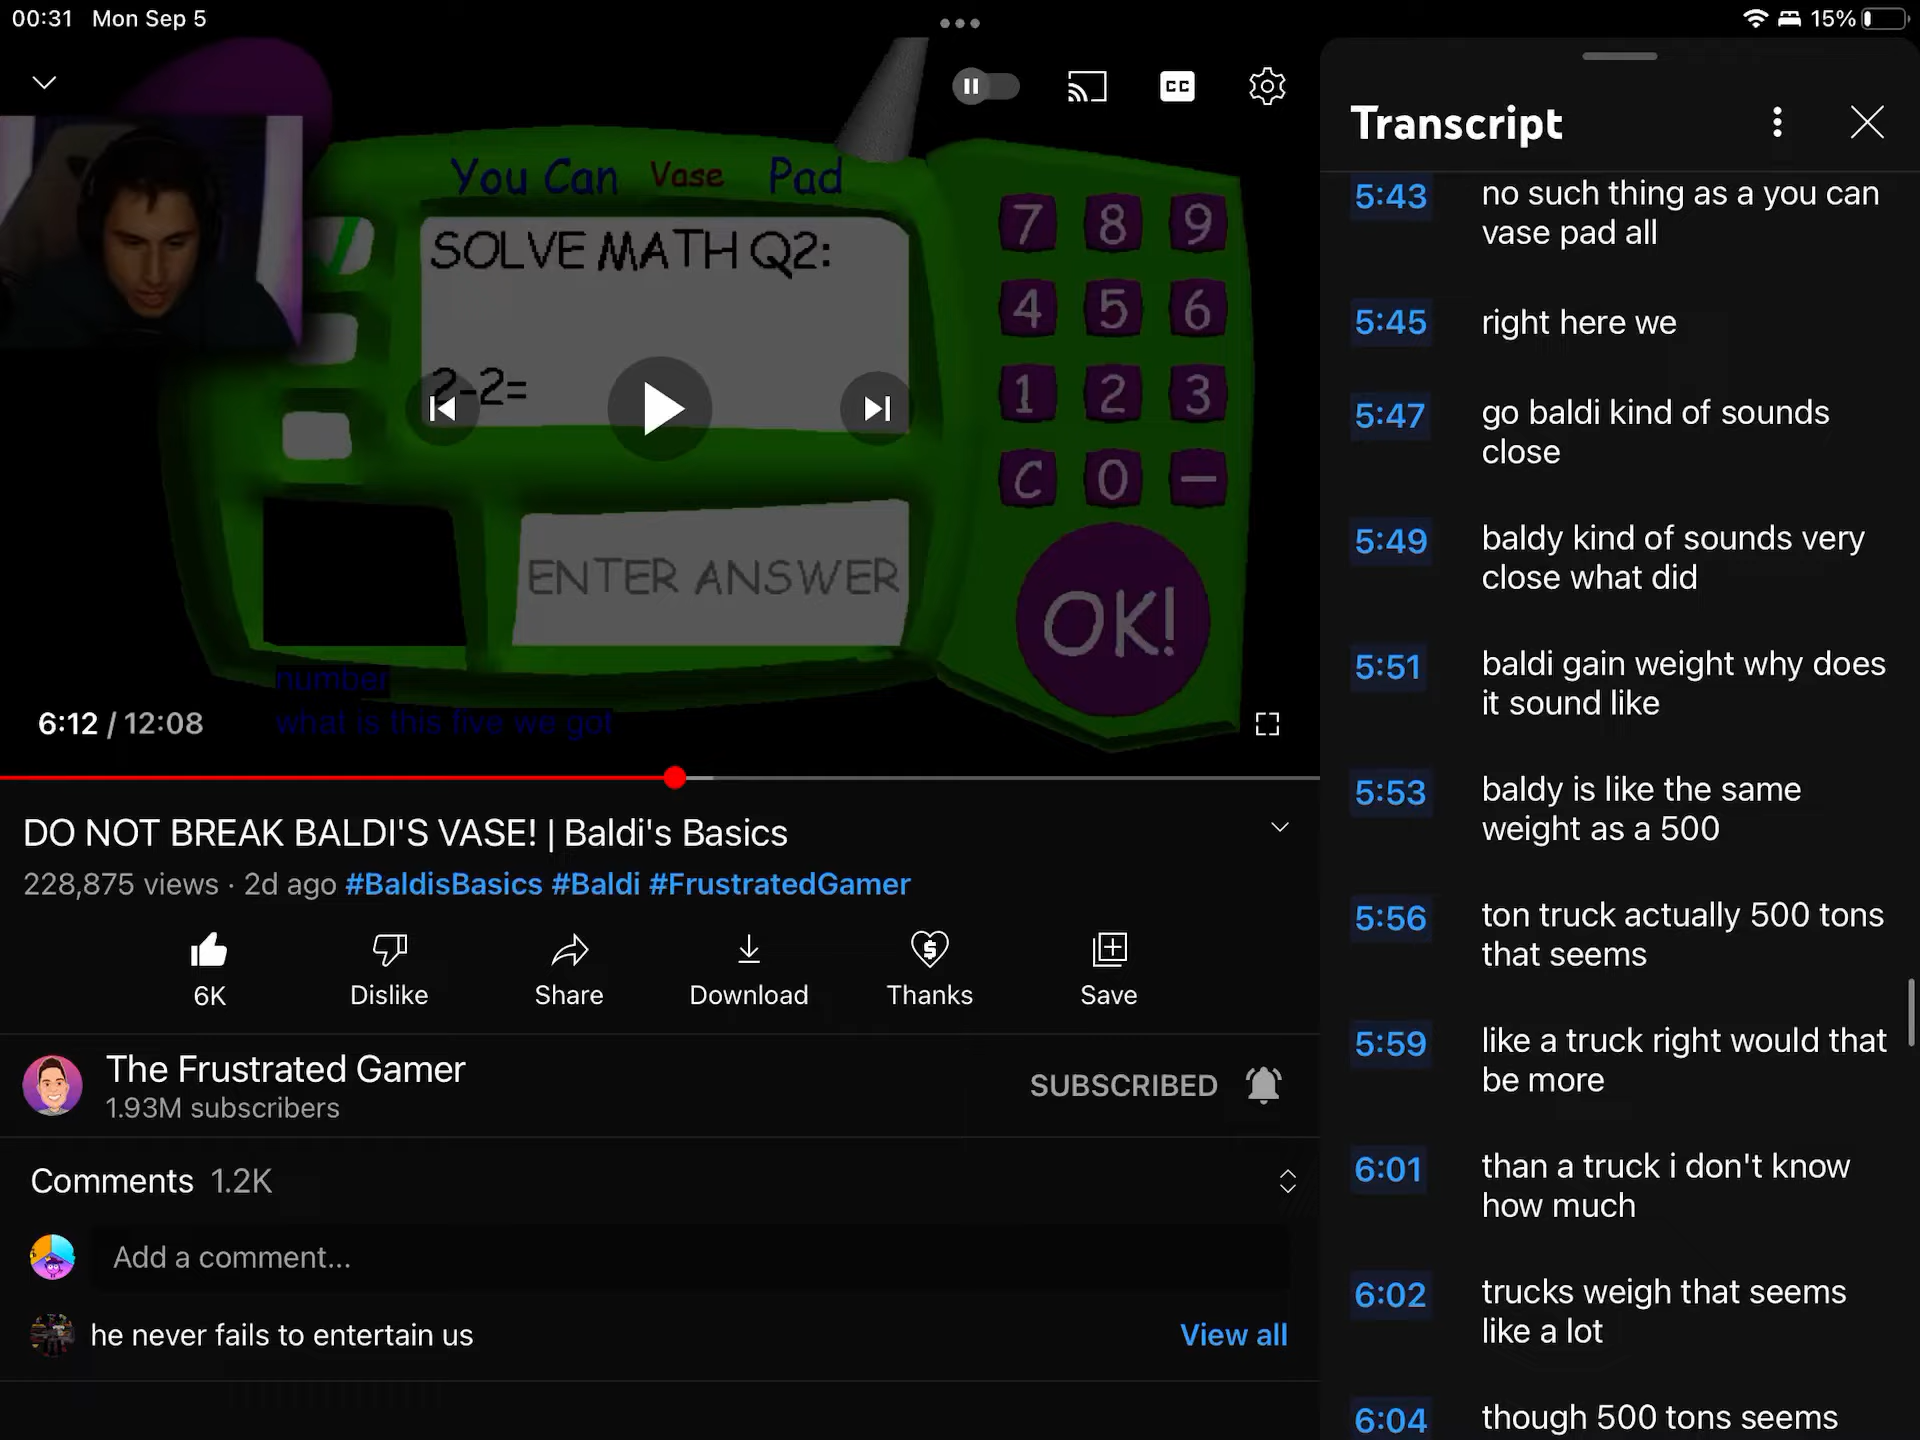 00:31 Mon Sep 5
15%
CC
You Can Vase Pad
SOLVE MATH Q2:
2-2=
7 8 9
4 5 6
1 2 3
C 0 —
ENTER ANSWER
OK!
number
what is this five we got
6:12 / 12:08
DO NOT BREAK BALDI'S VASE! | Baldi's Basics
228,875 views · 2d ago #BaldisBasics #Baldi #FrustratedGamer
6K
Dislike
Share
Download
Thanks
Save
The Frustrated Gamer
1.93M subscribers
SUBSCRIBED
Comments 1.2K
Add a comment...
he never fails to entertain us
View all
Transcript
5:43 no such thing as a you can
vase pad all
5:45 right here we
5:47 go baldi kind of sounds
close
5:49 baldy kind of sounds very
close what did
5:51 baldi gain weight why does
it sound like
5:53 baldy is like the same
weight as a 500
5:56 ton truck actually 500 tons
that seems
5:59 like a truck right would that
be more
6:01 than a truck i don't know
how much
6:02 trucks weigh that seems
like a lot
6:04 though 500 tons seems